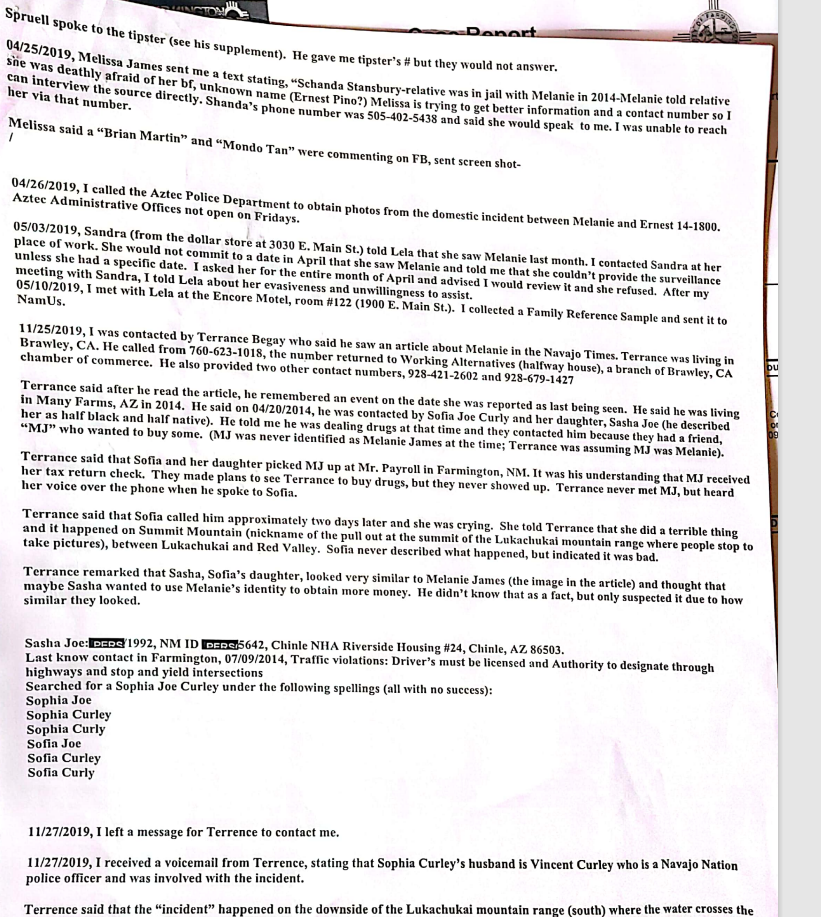 Report
Spruell spoke to the tipster (see his supplement).  He gave me tipster's # but they would not answer.
04/25/2019, Melissa James sent me a text stating, "Schanda Stansbury-relative was in jail with Melanie in 2014-Melanie told relative
she was deathly afraid of her bf, unknown name (Ernest Pino?) Melissa is trying to get better information and a contact number so I
can interview the source directly. Shanda's phone number was 505-402-5438 and said she would speak  to me. I was unable to reach
her via that number.
Melissa said a "Brian Martin" and "Mondo Tan" were commenting on FB, sent screen shot-
/
04/26/2019, I called the Aztec Police Department to obtain photos from the domestic incident between Melanie and Ernest 14-1800.
Aztec Administrative Offices not open on Fridays.
05/03/2019, Sandra (from the dollar store at 3030 E. Main St.) told Lela that she saw Melanie last month. I contacted Sandra at her
place of work. She would not commit to a date in April that she saw Melanie and told me that she couldn't provide the surveillance
unless she had a specific date.  I asked her for the entire month of April and advised I would review it and she refused.  After my
meeting with Sandra, I told Lela about her evasiveness and unwillingness to assist.
05/10/2019, I met with Lela at the Encore Motel, room #122 (1900 E. Main St.).  I collected a Family Reference Sample and sent it to
NamUs.
11/25/2019, I was contacted by Terrance Begay who said he saw an article about Melanie in the Navajo Times. Terrance was living in
Brawley, CA. He called from 760-623-1018, the number returned to Working Alternatives (halfway house), a branch of Brawley, CA
chamber of commerce.  He also provided two other contact numbers, 928-421-2602 and 928-679-1427
Terrance said after he read the article, he remembered an event on the date she was reported as last being seen.  He said he was living
in Many Farms, AZ in 2014.  He said on 04/20/2014, he was contacted by Sofia Joe Curly and her daughter, Sasha Joe (he described
her as half black and half native).  He told me he was dealing drugs at that time and they contacted him because they had a friend,
"MJ" who wanted to buy some.  (MJ was never identified as Melanie James at the time; Terrance was assuming MJ was Melanie).
Terrance said that Sofia and her daughter picked MJ up at Mr. Payroll in Farmington, NM. It was his understanding that MJ received
her tax return check.  They made plans to see Terrance to buy drugs, but they never showed up.  Terrance never met MJ, but heard
her voice over the phone when he spoke to Sofia.
Terrance said that Sofia called him approximately two days later and she was crying.  She told Terrance that she did a terrible thing
and it happened on Summit Mountain (nickname of the pull out at the summit of the Lukachukai mountain range where people stop to
take pictures), between Lukachukai and Red Valley.  Sofia never described what happened, but indicated it was bad.
Terrance remarked that Sasha, Sofia's daughter, looked very similar to Melanie James (the image in the article) and thought that
maybe Sasha wanted to use Melanie's identity to obtain more money.  He didn't know that as a fact, but only suspected it due to how
similar they looked.
Sasha Joe: /1992, NM ID 5642, Chinle NHA Riverside Housing #24, Chinle, AZ 86503.
Last know contact in Farmington, 07/09/2014, Traffic violations: Driver's must be licensed and Authority to designate through
highways and stop and yield intersections
Searched for a Sophia Joe Curley under the following spellings (all with no success):
Sophia Joe
Sophia Curley
Sophia Curly
Sofia Joe
Sofia Curley
Sofia Curly
11/27/2019, I left a message for Terrence to contact me.
11/27/2019, I received a voicemail from Terrence, stating that Sophia Curley's husband is Vincent Curley who is a Navajo Nation
police officer and was involved with the incident.
Terrence said that the "incident" happened on the downside of the Lukachukai mountain range (south) where the water crosses the